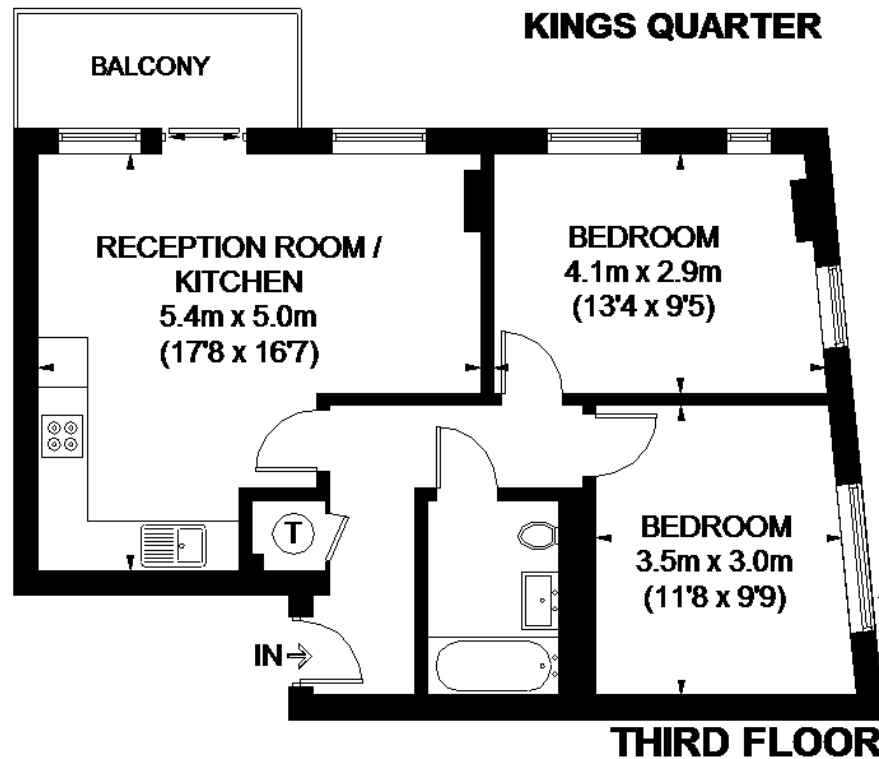 KINGS QUARTER
BALCONY
RECEPTION ROOM /
KITCHEN
5.4m x 5.0m
(17'8 x 16'7)
BEDROOM
4.1m x 2.9m
(13'4 x 9'5)
T
BEDROOM
3.5m x 3.0m
(11'8 x 9'9)
IN
THIRD FLOOR